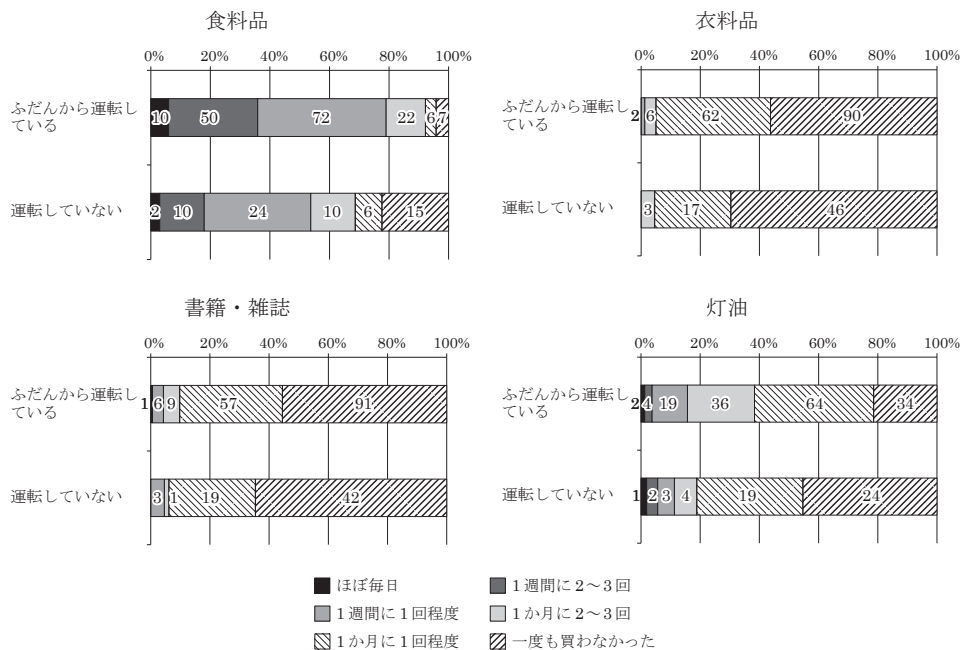 食料品
0% 20% 40% 60% 80% 100%
ふだんから運転し
ている
10 50 72 22 6 7
運転していない
2 10 24 10 6 15
衣料品
0% 20% 40% 60% 80% 100%
ふだんから運転し
ている
2 6 62 90
運転していない
3 17 46
書籍・雑誌
0% 20% 40% 60% 80% 100%
ふだんから運転し
ている
1 6 9 57 91
運転していない
3 1 19 42
灯油
0% 20% 40% 60% 80% 100%
ふだんから運転し
ている
2 4 19 36 64 34
運転していない
1 2 3 4 19 24
ほぼ毎日
1週間に2〜3回
1週間に1回程度
1か月に2〜3回
1か月に1回程度
一度も買わなかった